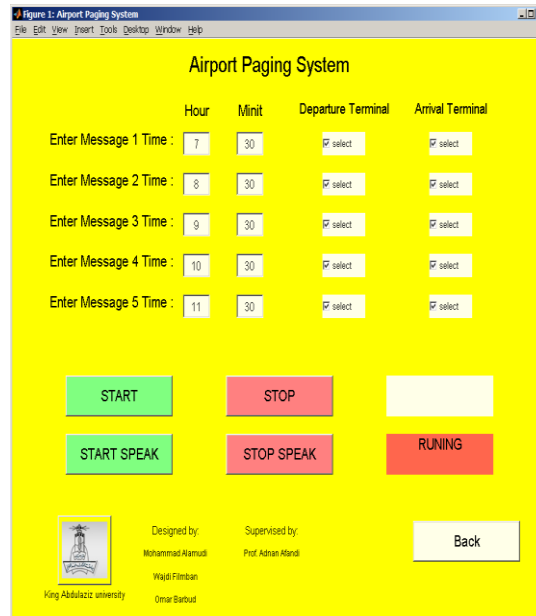 Figure 1: Airport Paging System
File Edit View Insert Tools Desktop Window Help
Airport Paging System
Hour Minit Departure Terminal Arrival Terminal
Enter Message 1 Time : 7 30 select select
Enter Message 2 Time : 8 30 select select
Enter Message 3 Time : 9 30 select select
Enter Message 4 Time : 10 30 select select
Enter Message 5 Time : 11 30 select select
START STOP
START SPEAK STOP SPEAK RUNING
Designed by: Supervised by:
Mohammad Alamudi Prof. Adnan Afandi
Back
Wajdi Filmban
King Abdulaziz university
Omar Barbud